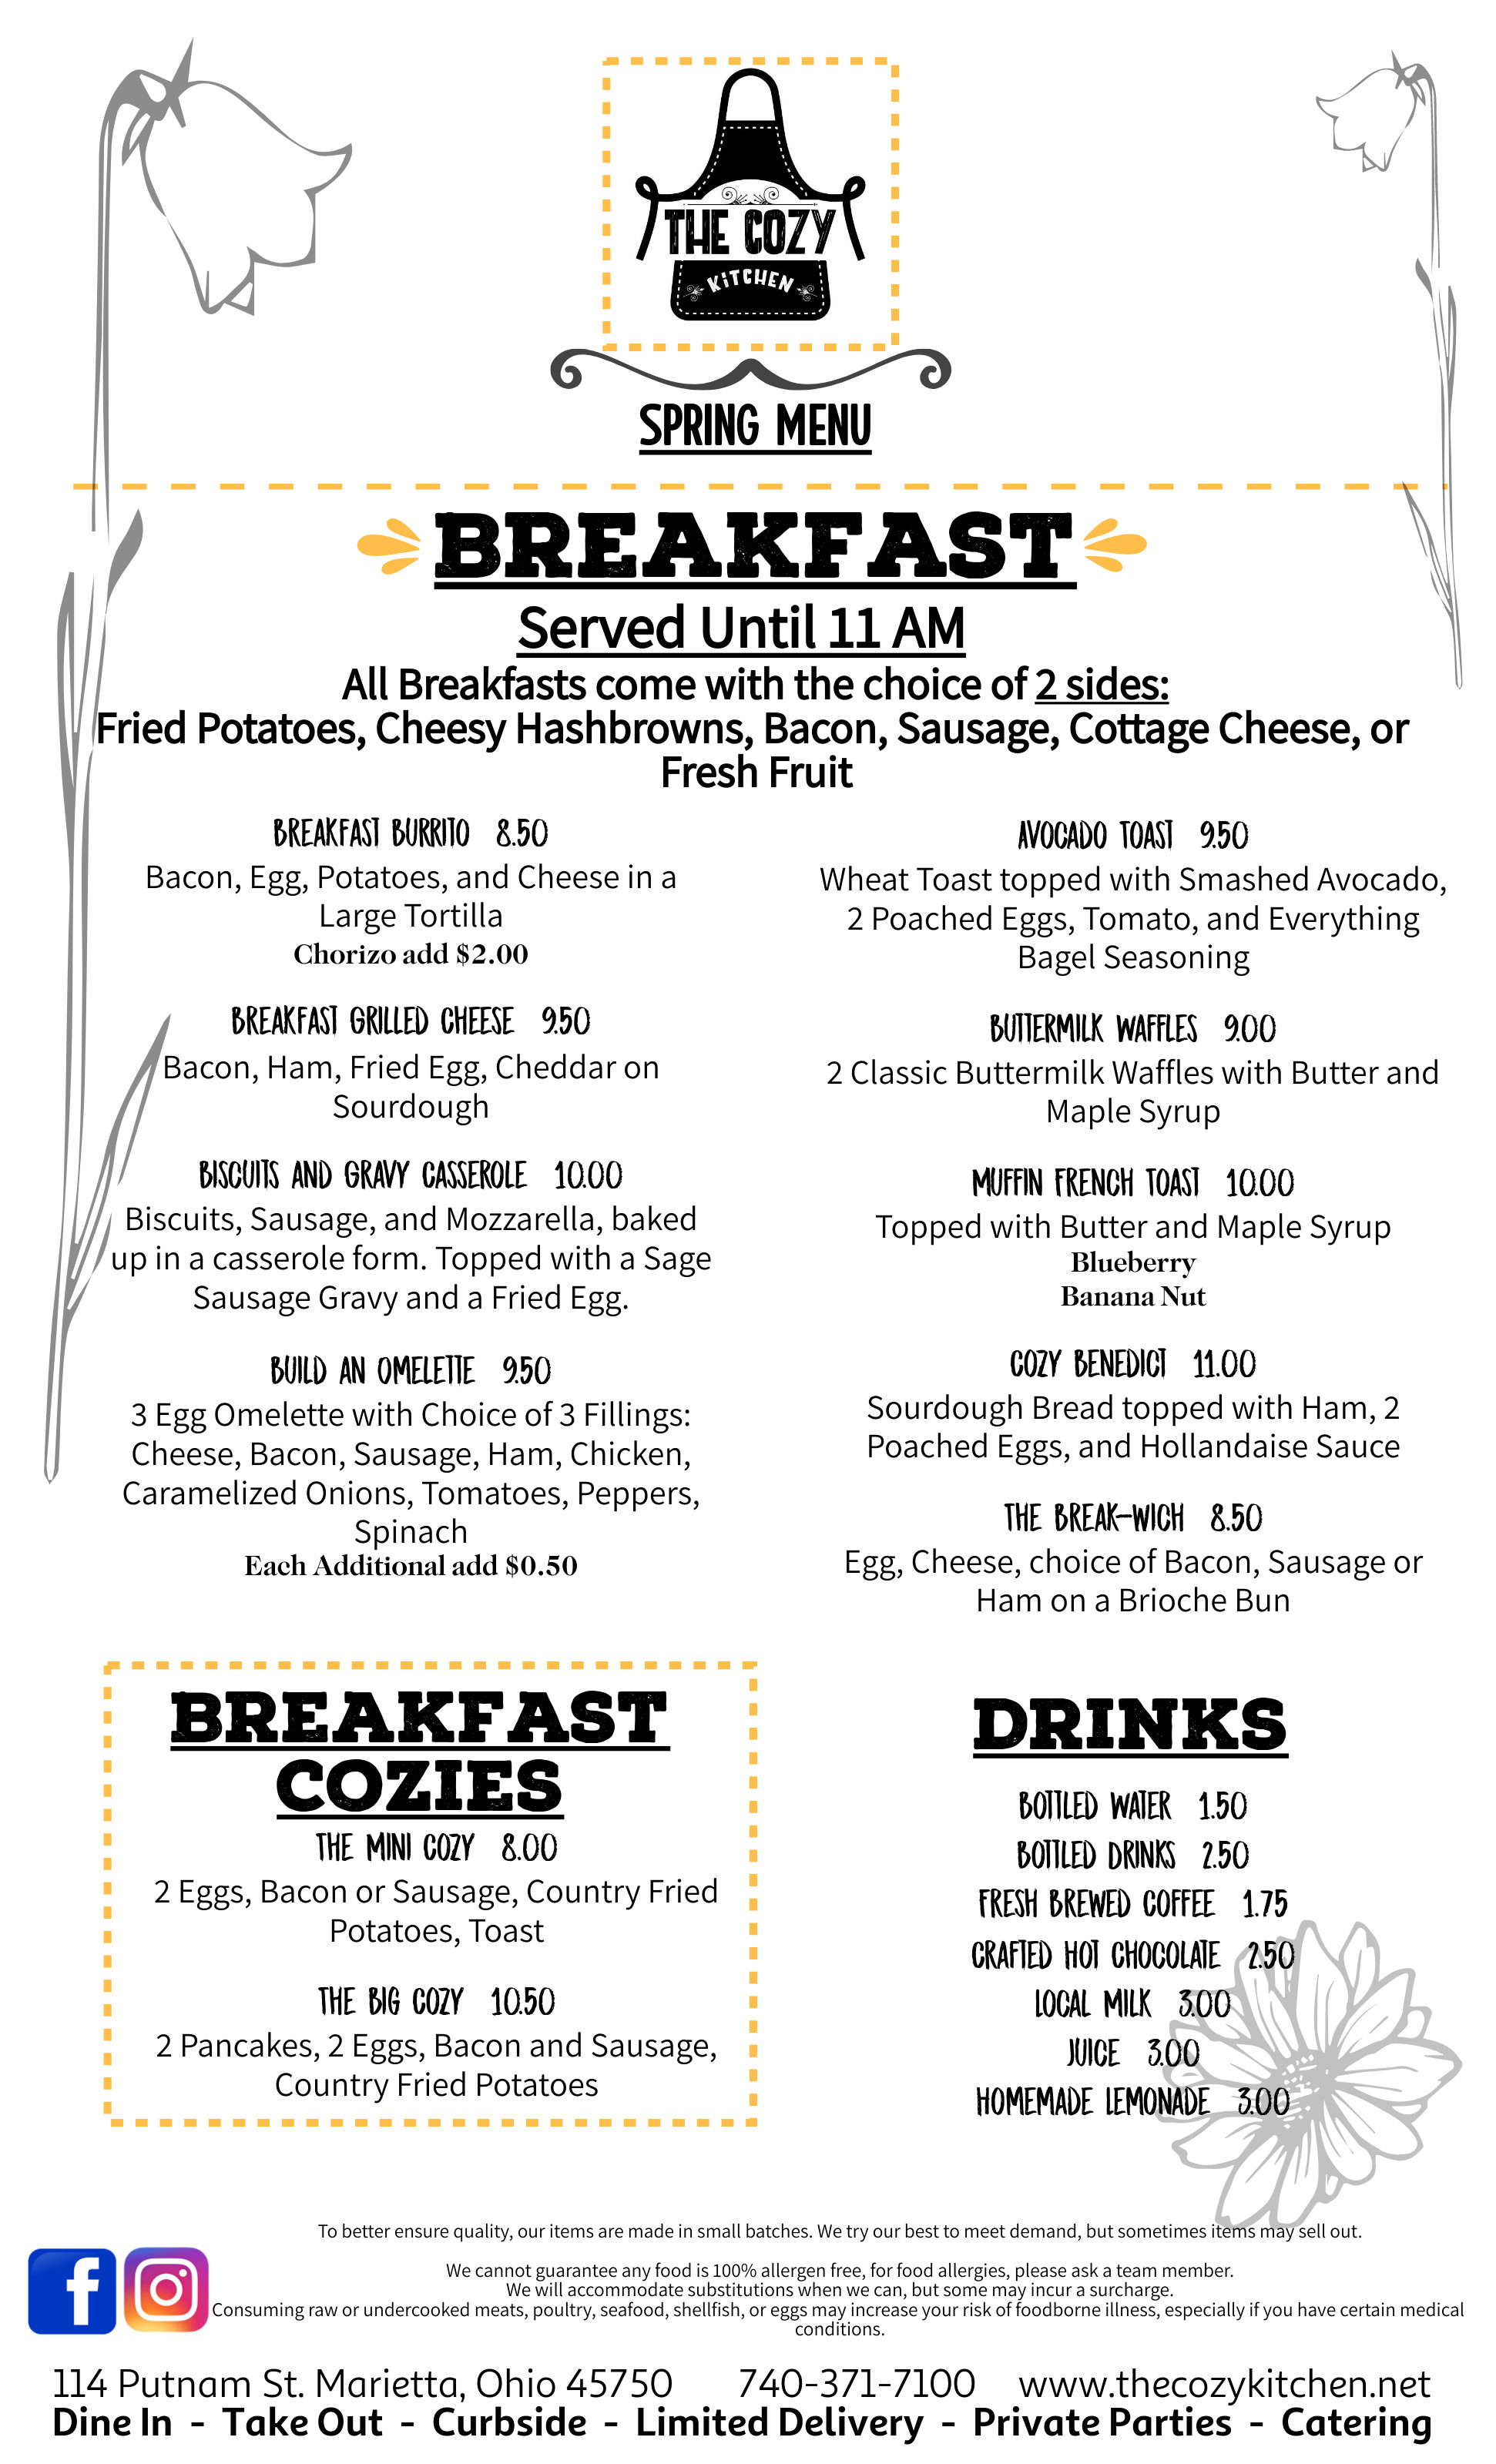 THE COZY
KITCHEN
SPRING MENU
BREAKFAST
Served Until 11 AM
All Breakfasts come with the choice of 2 sides:
Fried Potatoes, Cheesy Hashbrowns, Bacon, Sausage, Cottage Cheese, or
Fresh Fruit
BREAKFAST BURRITO 8.50
Bacon, Egg, Potatoes, and Cheese in a
Large Tortilla
Chorizo add $2.00
BREAKFAST GRILLED CHEESE 9.50
Bacon, Ham, Fried Egg, Cheddar on
Sourdough
BISCUITS AND GRAVY CASSEROLE 10.00
Biscuits, Sausage, and Mozzarella, baked
up in a casserole form. Topped with a Sage
Sausage Gravy and a Fried Egg.
BUILD AN OMELETTE 9.50
3 Egg Omelette with Choice of 3 Fillings:
Cheese, Bacon, Sausage, Ham, Chicken,
Caramelized Onions, Tomatoes, Peppers,
Spinach
Each Additional add $0.50
AVOCADO TOAST 9.50
Wheat Toast topped with Smashed Avocado,
2 Poached Eggs, Tomato, and Everything
Bagel Seasoning
BUTTERMILK WAFFLES 9.00
2 Classic Buttermilk Waffles with Butter and
Maple Syrup
MUFFIN FRENCH TOAST 10.00
Topped with Butter and Maple Syrup
Blueberry
Banana Nut
COZY BENEDICT 11.00
Sourdough Bread topped with Ham, 2
Poached Eggs, and Hollandaise Sauce
THE BREAK-WICH 8.50
Egg, Cheese, choice of Bacon, Sausage or
Ham on a Brioche Bun
BREAKFAST
COZIES
THE MINI COZY 8.00
2 Eggs, Bacon or Sausage, Country Fried
Potatoes, Toast
THE BIG COZY 10.50
2 Pancakes, 2 Eggs, Bacon and Sausage,
Country Fried Potatoes
DRINKS
BOTTLED WATER 1.50
BOTTLED DRINKS 2.50
FRESH BREWED COFFEE 1.75
CRAFTED HOT CHOCOLATE 2.50
LOCAL MILK 3.00
JUICE 3.00
HOMEMADE LEMONADE 3.00
To better ensure quality, our items are made in small batches. We try our best to meet demand, but sometimes items may sell out.
We cannot guarantee any food is 100% allergen free, for food allergies, please ask a team member.
We will accommodate substitutions when we can, but some may incur a surcharge.
Consuming raw or undercooked meats, poultry, seafood, shellfish, or eggs may increase your risk of foodborne illness, especially if you have certain medical
conditions.
114 Putnam St. Marietta, Ohio 45750 740-371-7100 www.thecozykitchen.net
Dine In - Take Out - Curbside - Limited Delivery - Private Parties - Catering